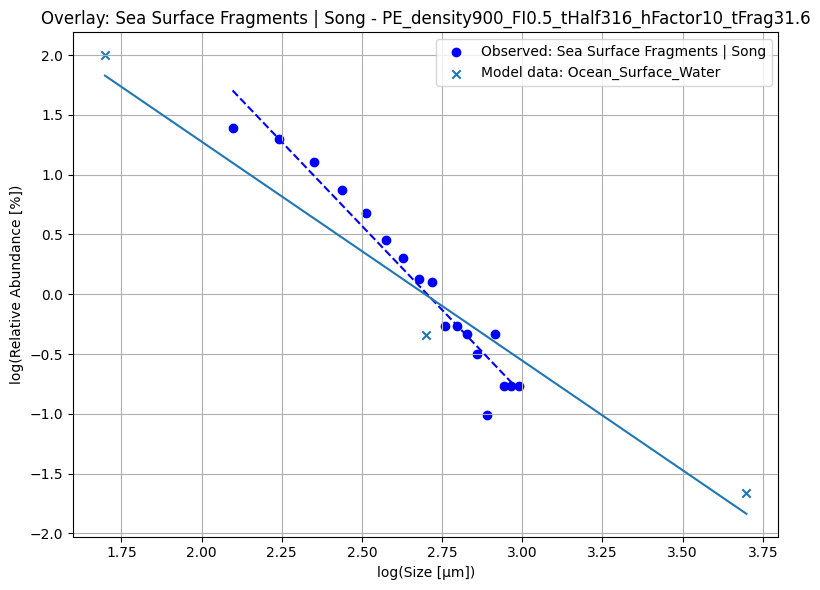 Overlay: Sea Surface Fragments | Song - PE_density900_FI0.5_tHalf316_hFactor10_tFrag31.6
Observed: Sea Surface Fragments | Song
Model data: Ocean_Surface_Water
log(Relative Abundance [%])
2.0
1.5
1.0
0.5
0.0
−0.5
−1.0
−1.5
−2.0
1.75 2.00 2.25 2.50 2.75 3.00 3.25 3.50 3.75
log(Size [μm])